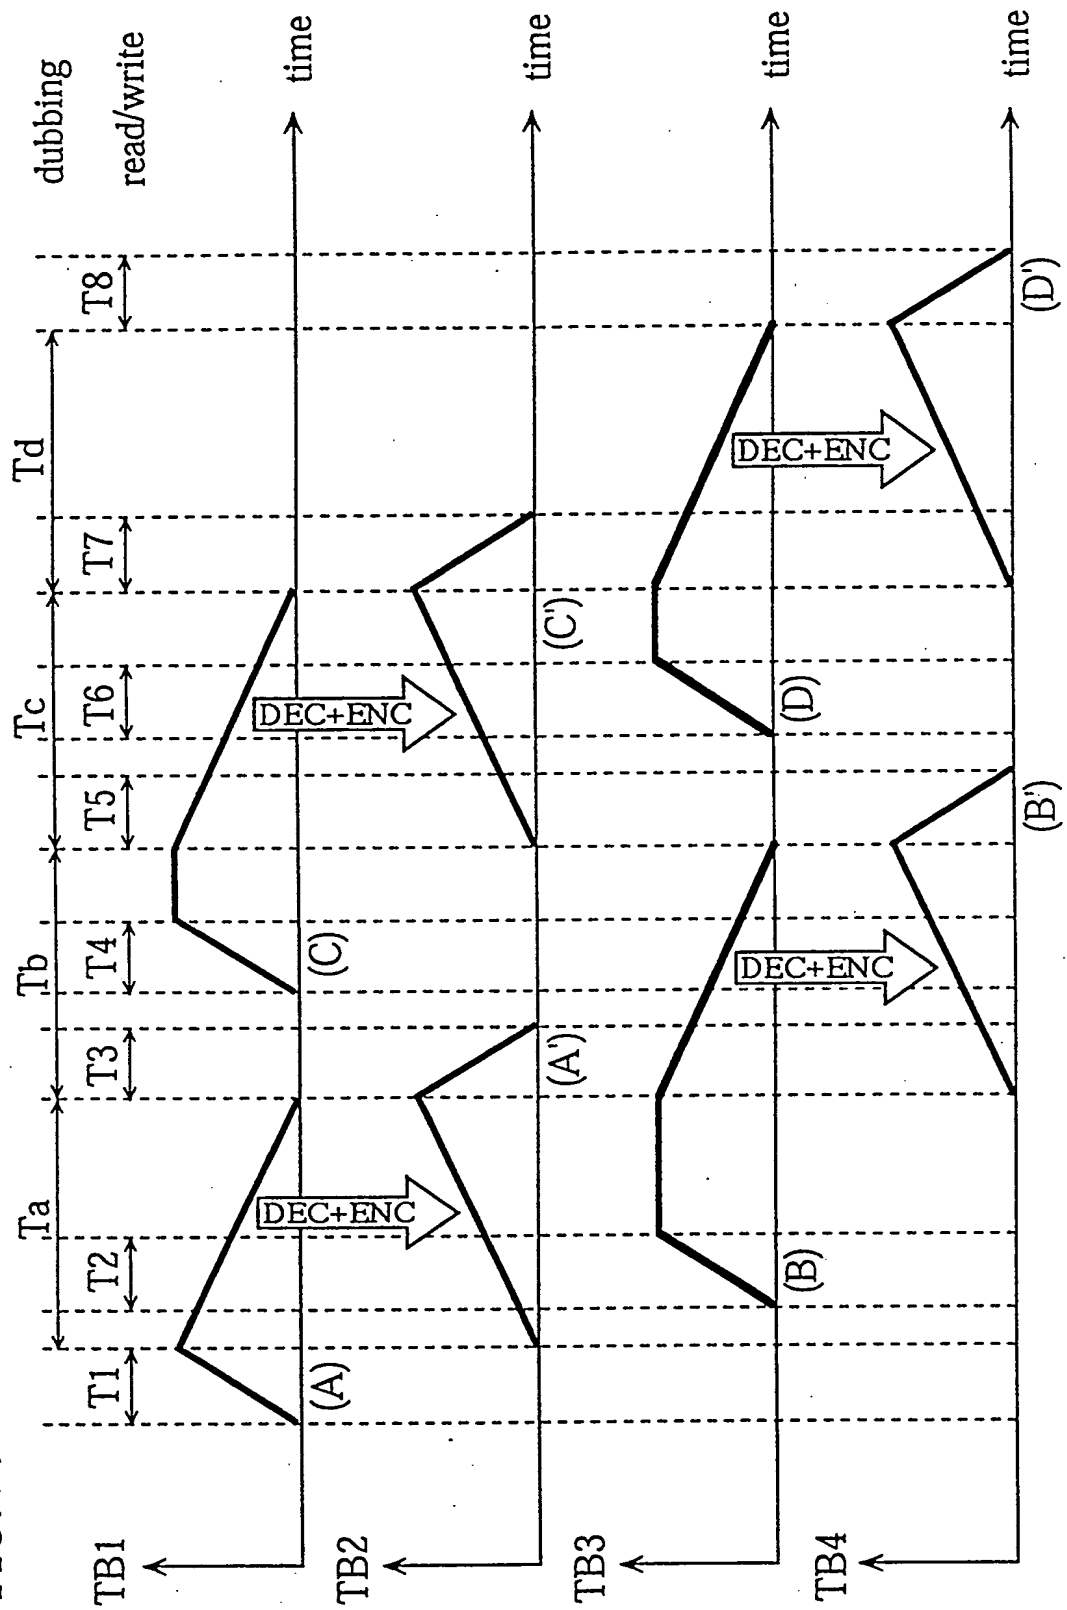 dubbing
Ta
Tb
Tc
Td
read/write
T1
T2
T3
T4
T5
T6
T7
T8
TB1
time
(A)
(C)
DEC+ENC
DEC+ENC
TB2
time
(A')
(C')
TB3
time
(B)
(D)
DEC+ENC
DEC+ENC
TB4
time
(B')
(D')